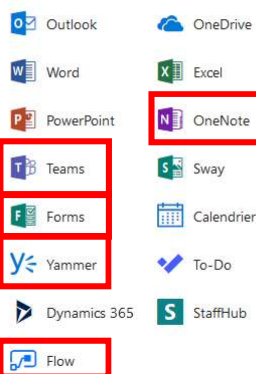 Outlook OneDrive
Word Excel
PowerPoint OneNote
Teams Sway
Forms Calendrier
Yammer To-Do
Dynamics 365 StaffHub
Flow